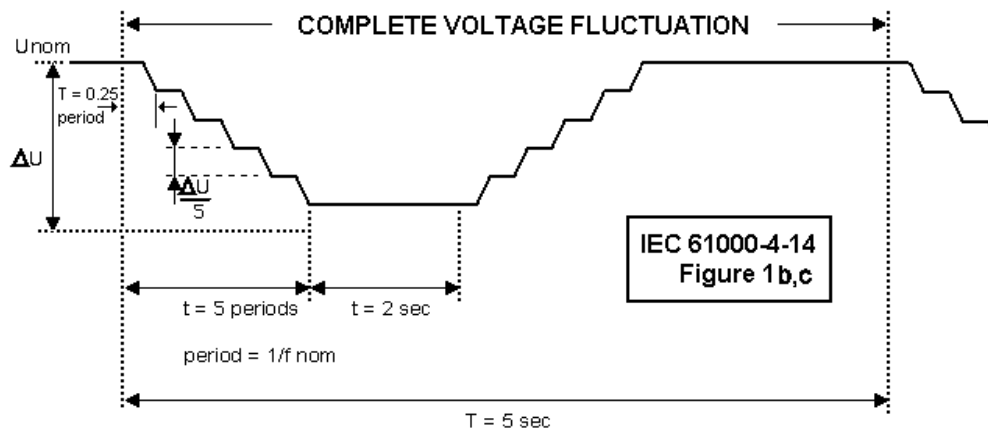 COMPLETE VOLTAGE FLUCTUATION
Unom
T = 0.25
period
ΔU
ΔU
5
IEC 61000-4-14
Figure 1b,c
t = 5 periods
t = 2 sec
period = 1/f nom
T = 5 sec